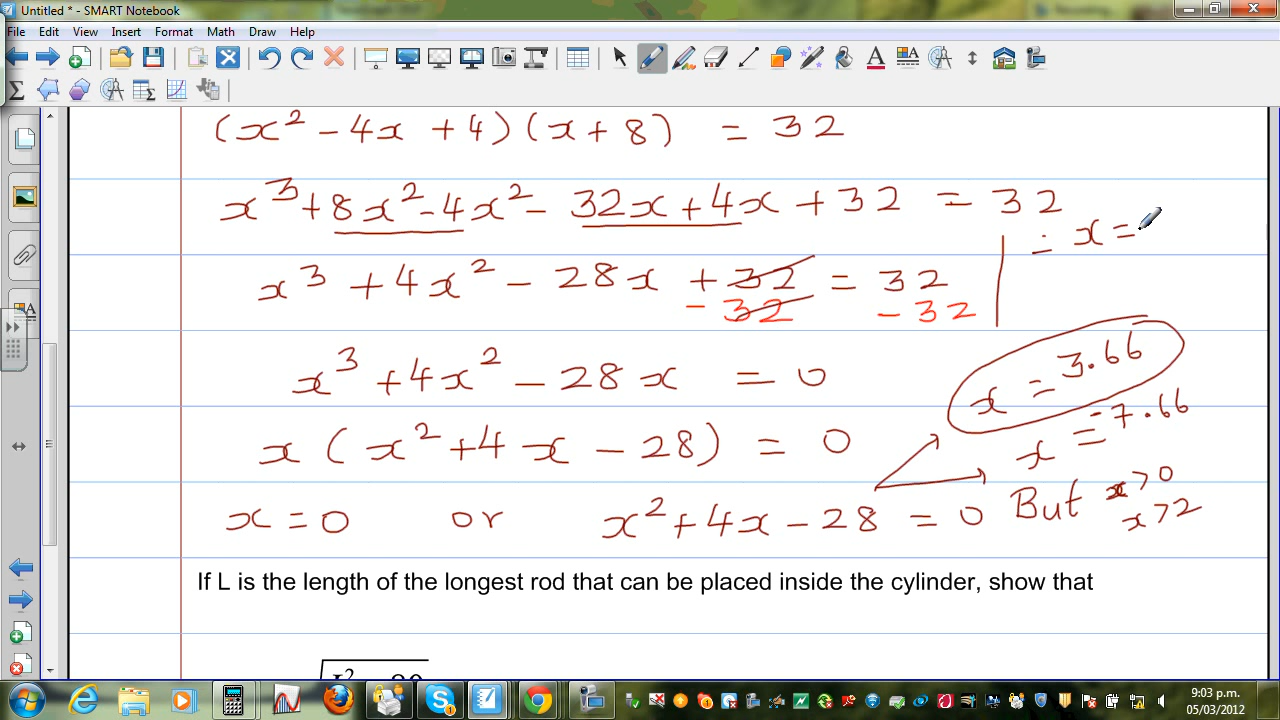 Untitled * - SMART Notebook
File Edit View Insert Format Math Draw Help
(x² - 4x + 4)(x + 8) = 32
x³ + 8x² - 4x² - 32x + 4x + 32 = 32
∴ x =
x³ + 4x² - 28x + 32 = 32
- 32 - 32
x³ + 4x² - 28x = 0
x = 3.66
x(x² + 4x - 28) = 0
x = -7.66
x = 0 or x² + 4x - 28 = 0 But x > 0
x > 2
If L is the length of the longest rod that can be placed inside the cylinder, show that
9:03 p.m.
05/03/2012